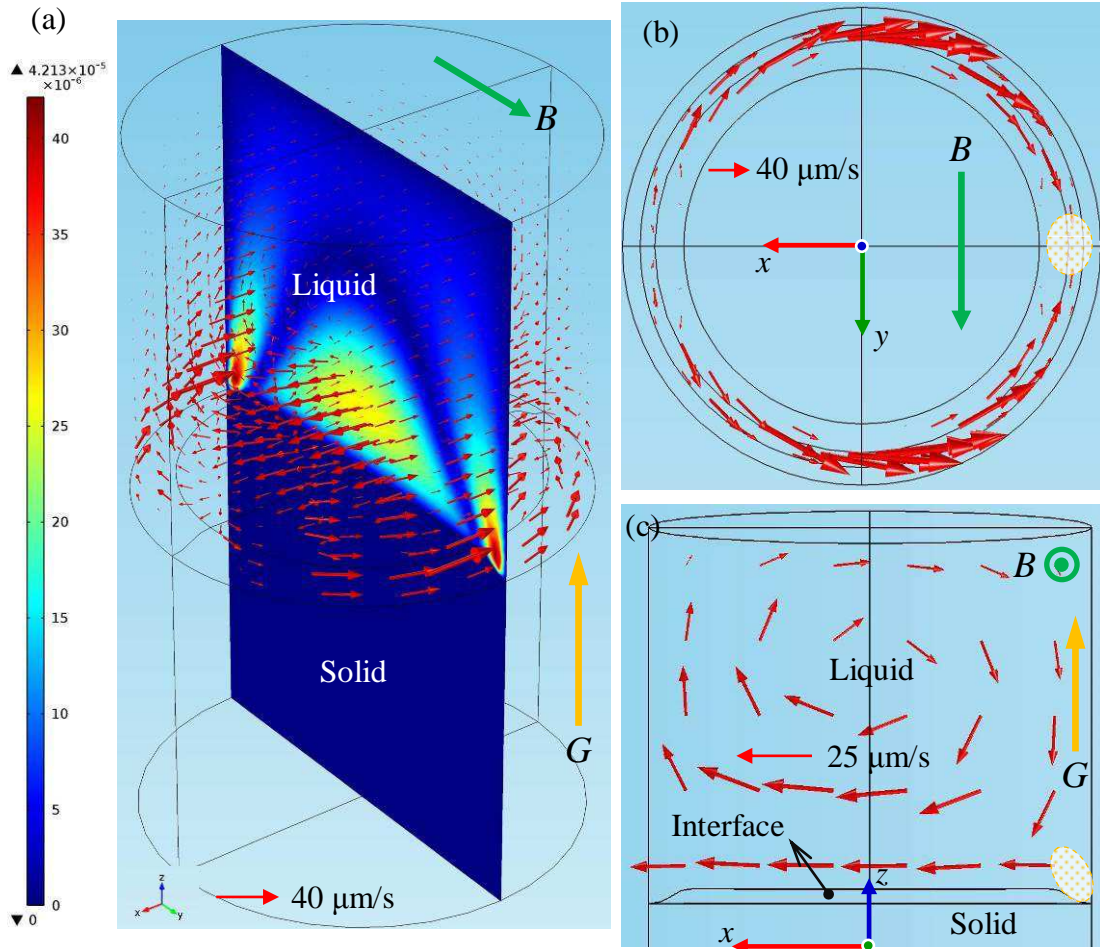 (a)
▲ 4.213×10⁻⁵
×10⁻⁶
40
35
30
25
20
15
10
5
0
▼ 0
B
Liquid
Solid
G
z
x
y
40 μm/s
(b)
B
40 μm/s
x
y
(c)
B
Liquid
25 μm/s
G
Interface
z
Solid
x